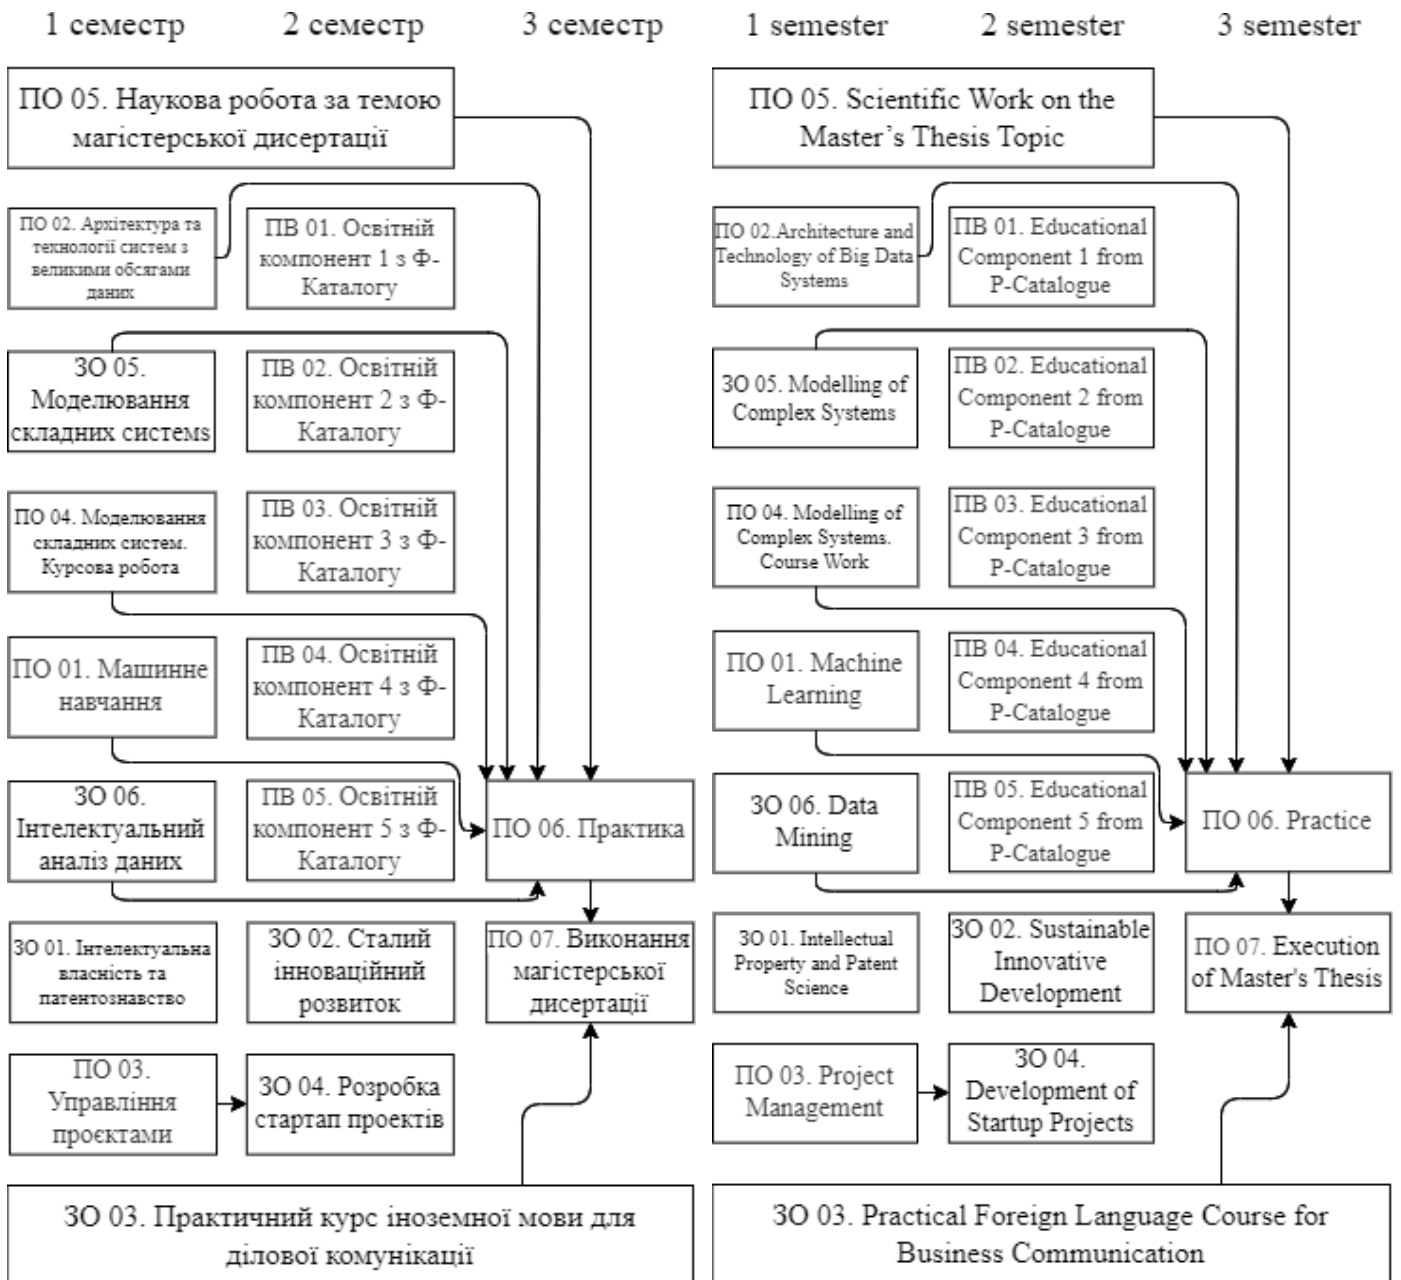 1 семестр
2 семестр
3 семестр
ПО 05. Наукова робота за темою
магістерської дисертації
ПО 02. Архітектура та
технології систем з
великими обсягами
даних
ПВ 01. Освітній
компонент 1 з Ф-
Каталогу
ЗО 05.
Моделювання
складних системs
ПВ 02. Освітній
компонент 2 з Ф-
Каталогу
ПО 04. Моделювання
складних систем.
Курсова робота
ПВ 03. Освітній
компонент 3 з Ф-
Каталогу
ПО 01. Машинне
навчання
ПВ 04. Освітній
компонент 4 з Ф-
Каталогу
ЗО 06.
Інтелектуальний
аналіз даних
ПВ 05. Освітній
компонент 5 з Ф-
Каталогу
ПО 06. Практика
ЗО 01. Інтелектуальна
власність та
патентознавство
ЗО 02. Сталий
інноваційний
розвиток
ПО 07. Виконання
магістерської
дисертації
ПО 03.
Управління
проєктами
ЗО 04. Розробка
стартап проектів
ЗО 03. Практичний курс іноземної мови для
ділової комунікації
1 semester
2 semester
3 semester
ПО 05. Scientific Work on the
Master’s Thesis Topic
ПО 02.Architecture and
Technology of Big Data
Systems
ПВ 01. Educational
Component 1 from
P-Catalogue
ЗО 05. Modelling of
Complex Systems
ПВ 02. Educational
Component 2 from
P-Catalogue
ПО 04. Modelling of
Complex Systems.
Course Work
ПВ 03. Educational
Component 3 from
P-Catalogue
ПО 01. Machine
Learning
ПВ 04. Educational
Component 4 from
P-Catalogue
ЗО 06. Data
Mining
ПВ 05. Educational
Component 5 from
P-Catalogue
ПО 06. Practice
ЗО 01. Intellectual
Property and Patent
Science
ЗО 02. Sustainable
Innovative
Development
ПО 07. Execution
of Master's Thesis
ПО 03. Project
Management
ЗО 04.
Development of
Startup Projects
ЗО 03. Practical Foreign Language Course for
Business Communication